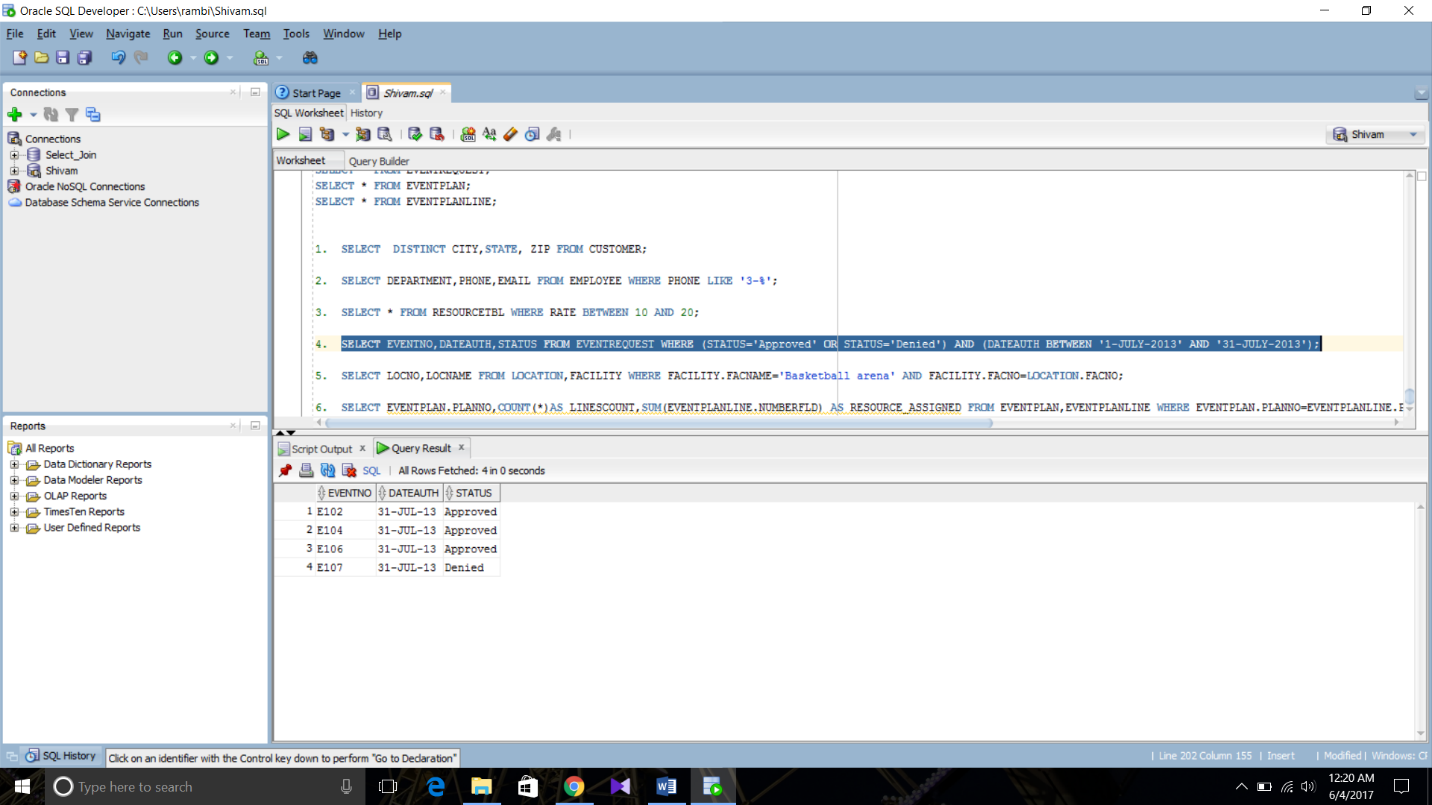 Oracle SQL Developer : C:\Users\rambi\Shivam.sql
File Edit View Navigate Run Source Team Tools Window Help
Connections
Connections
Select_Join
Shivam
Oracle NoSQL Connections
Database Schema Service Connections
Reports
All Reports
Data Dictionary Reports
Data Modeler Reports
OLAP Reports
TimesTen Reports
User Defined Reports
Start Page Shivam.sql
SQL Worksheet History
Shivam
Worksheet Query Builder
SELECT * FROM EVENTREQUEST;
SELECT * FROM EVENTPLAN;
SELECT * FROM EVENTPLANLINE;
1. SELECT DISTINCT CITY,STATE, ZIP FROM CUSTOMER;
2. SELECT DEPARTMENT,PHONE,EMAIL FROM EMPLOYEE WHERE PHONE LIKE '3-%';
3. SELECT * FROM RESOURCETBL WHERE RATE BETWEEN 10 AND 20;
4. SELECT EVENTNO,DATEAUTH,STATUS FROM EVENTREQUEST WHERE (STATUS='Approved' OR STATUS='Denied') AND (DATEAUTH BETWEEN '1-JULY-2013' AND '31-JULY-2013');
5. SELECT LOCNO,LOCNAME FROM LOCATION,FACILITY WHERE FACILITY.FACNAME='Basketball arena' AND FACILITY.FACNO=LOCATION.FACNO;
6. SELECT EVENTPLAN.PLANNO,COUNT(*)AS LINESCOUNT,SUM(EVENTPLANLINE.NUMBERFLD) AS RESOURCE_ASSIGNED FROM EVENTPLAN,EVENTPLANLINE WHERE EVENTPLAN.PLANNO=EVENTPLANLINE.
Script Output x Query Result x
SQL | All Rows Fetched: 4 in 0 seconds
EVENTNO DATEAUTH STATUS
1 E102 31-JUL-13 Approved
2 E104 31-JUL-13 Approved
3 E106 31-JUL-13 Approved
4 E107 31-JUL-13 Denied
SQL History Click on an identifier with the Control key down to perform "Go to Declaration"
Line 202 Column 155 | Insert | Modified | Windows:
Type here to search
12:20 AM
6/4/2017